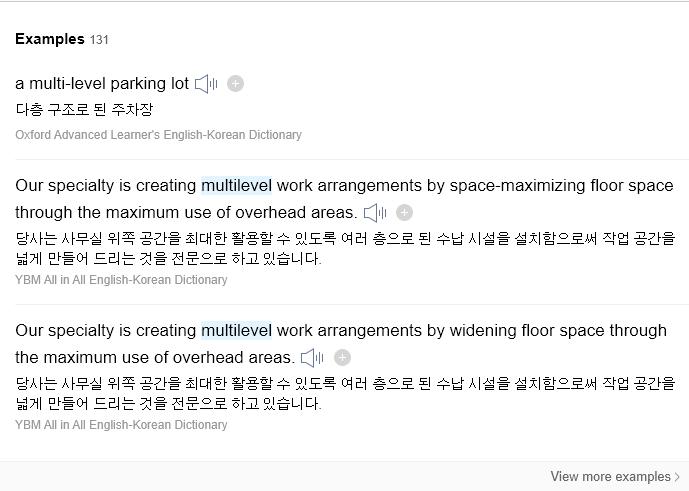 Examples 131
a multi-level parking lot
다층 구조로 된 주차장
Oxford Advanced Learner's English-Korean Dictionary
Our specialty is creating multilevel work arrangements by space-maximizing floor space
through the maximum use of overhead areas.
당사는 사무실 위쪽 공간을 최대한 활용할 수 있도록 여러 층으로 된 수납 시설을 설치함으로써 작업 공간을
넓게 만들어 드리는 것을 전문으로 하고 있습니다.
YBM All in All English-Korean Dictionary
Our specialty is creating multilevel work arrangements by widening floor space through
the maximum use of overhead areas.
당사는 사무실 위쪽 공간을 최대한 활용할 수 있도록 여러 층으로 된 수납 시설을 설치함으로써 작업 공간을
넓게 만들어 드리는 것을 전문으로 하고 있습니다.
YBM All in All English-Korean Dictionary
View more examples